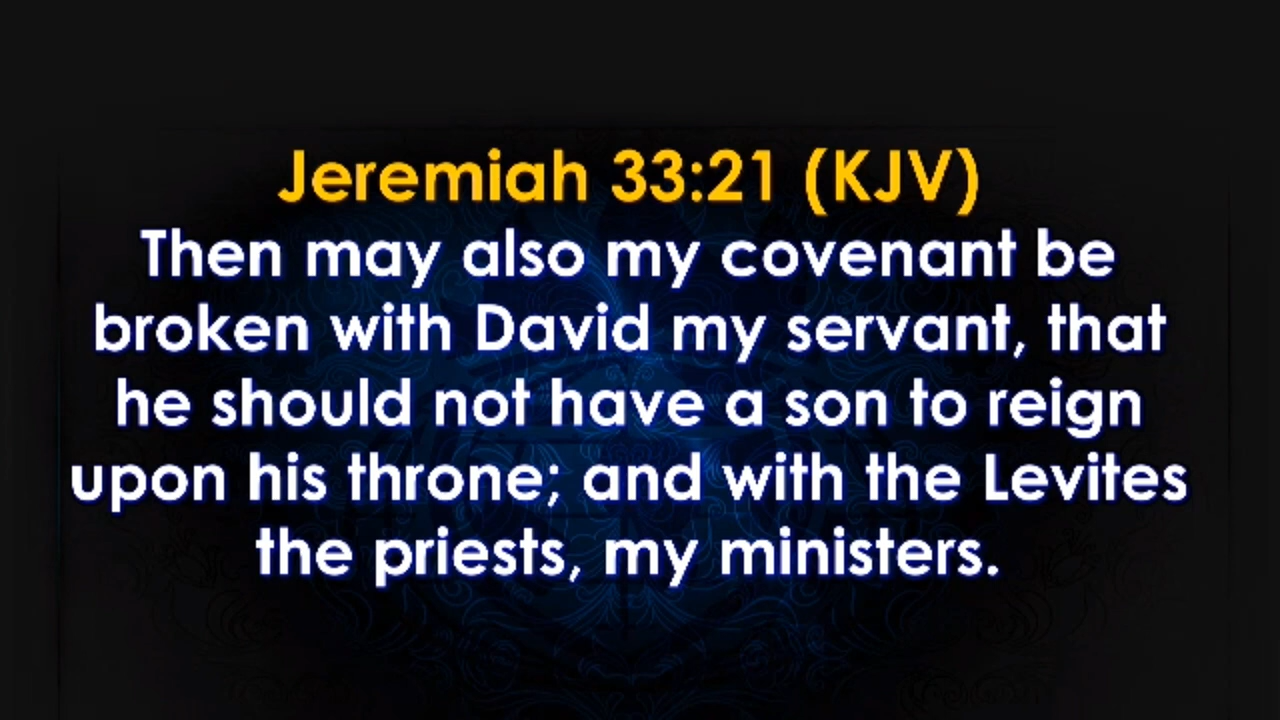 Jeremiah 33:21 (KJV)
Then may also my covenant be
broken with David my servant, that
he should not have a son to reign
upon his throne; and with the Levites
the priests, my ministers.